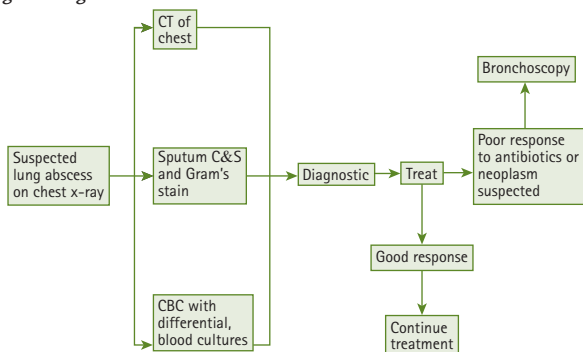 CT of
chest
Bronchoscopy
Suspected
lung abscess
on chest x-ray
Sputum C&S
and Gram's
stain
Diagnostic
Treat
Poor response
to antibiotics or
neoplasm
suspected
Good response
CBC with
differential,
blood cultures
Continue
treatment